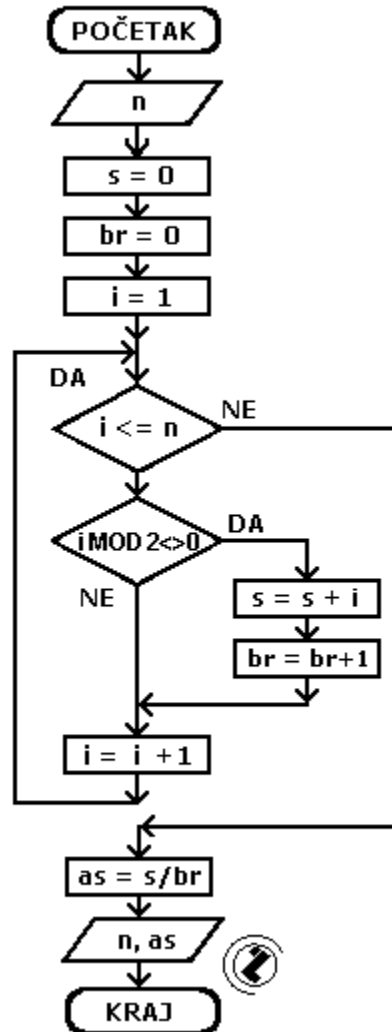 POČETAK
n
s = 0
br = 0
i = 1
DA
i <= n
NE
i MOD 2<>0
DA
NE
s = s + i
br = br+1
i = i +1
as = s/br
n, as
KRAJ